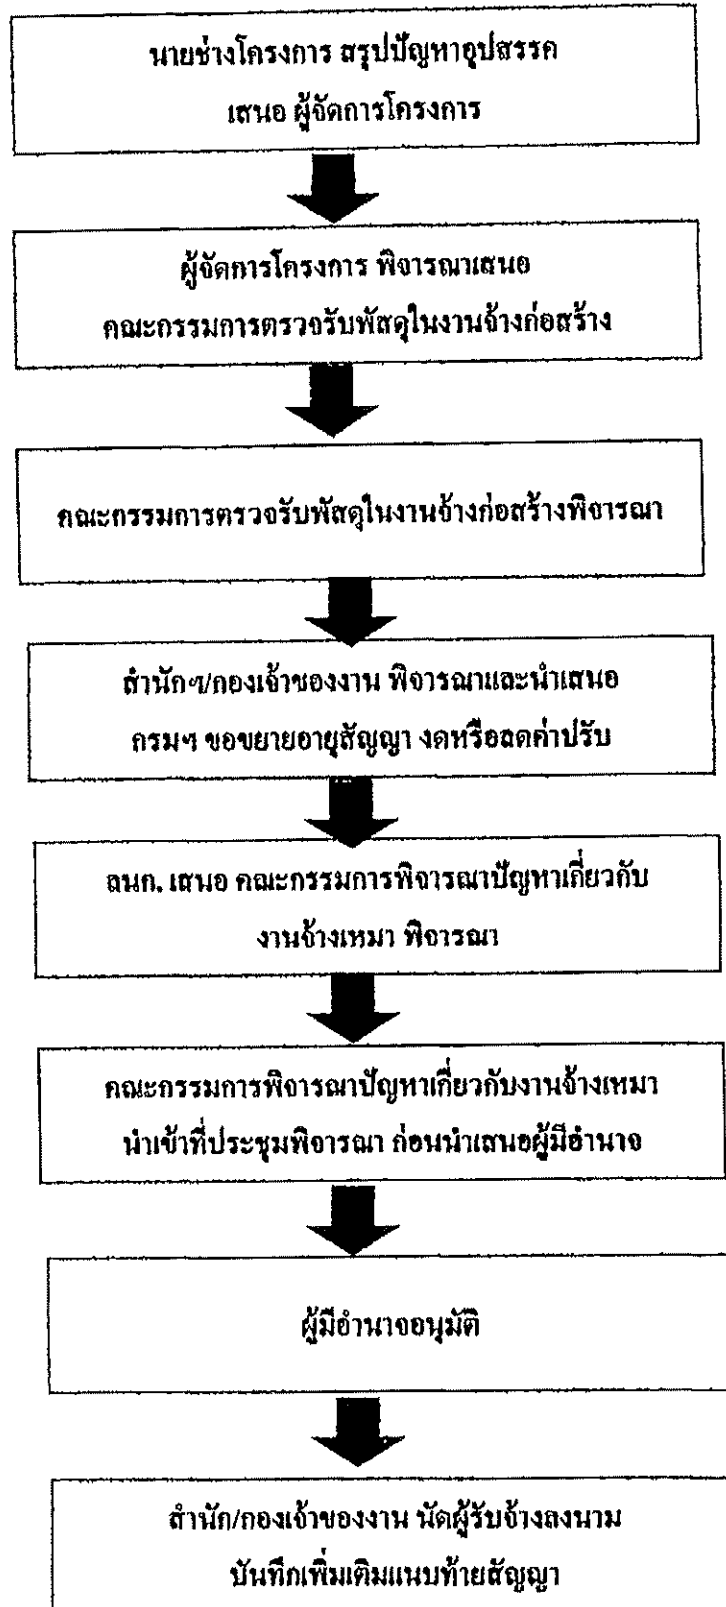 นายช่างโครงการ สรุปปัญหาอุปสรรค
เสนอ ผู้จัดการโครงการ
ผู้จัดการโครงการ พิจารณาเสนอ
คณะกรรมการตรวจรับพัสดุในงานจ้างก่อสร้าง
คณะกรรมการตรวจรับพัสดุในงานจ้างก่อสร้างพิจารณา
สำนักฯ/กองเจ้าของงาน พิจารณาและนำเสนอ
กรมฯ ขอขยายอายุสัญญา งดหรือลดค่าปรับ
ลนก. เสนอ คณะกรรมการพิจารณาปัญหาเกี่ยวกับ
งานจ้างเหมา พิจารณา
คณะกรรมการพิจารณาปัญหาเกี่ยวกับงานจ้างเหมา
นำเข้าที่ประชุมพิจารณา ก่อนนำเสนอผู้มีอำนาจ
ผู้มีอำนาจอนุมัติ
สำนัก/กองเจ้าของงาน นัดผู้รับจ้างลงนาม
บันทึกเพิ่มเติมแนบท้ายสัญญา